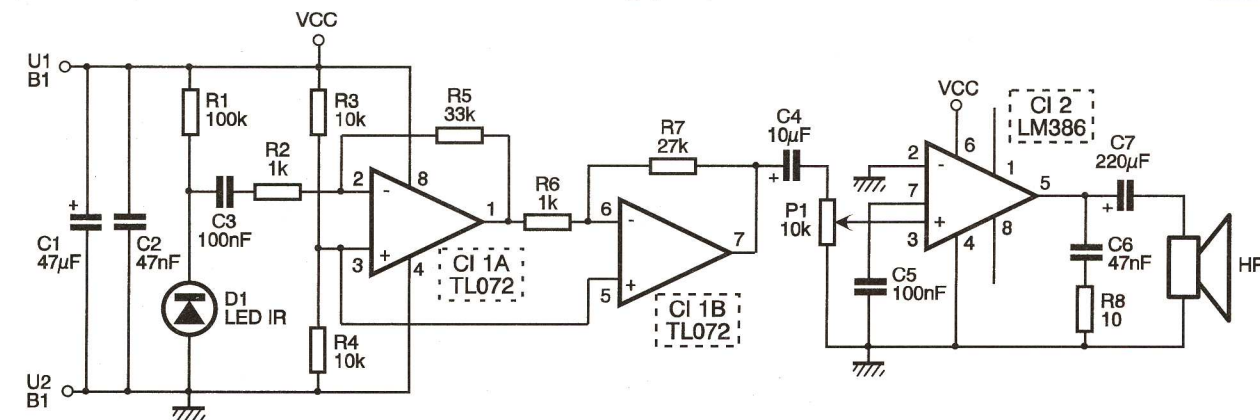 U1
B1
VCC
R1
100k
R3
10k
R5
33k
R2
1k
C3
100nF
+
C1
47µF
C2
47nF
D1
LED IR
R4
10k
2
-
8
1
+
3
4
CI 1A
TL072
R6
1k
R7
27k
6
-
7
+
5
CI 1B
TL072
C4
10µF
+
P1
10k
VCC
CI 2
LM386
2
-
6
1
7
+
3
4
8
5
C5
100nF
C7
220µF
+
C6
47nF
R8
10
HP
U2
B1